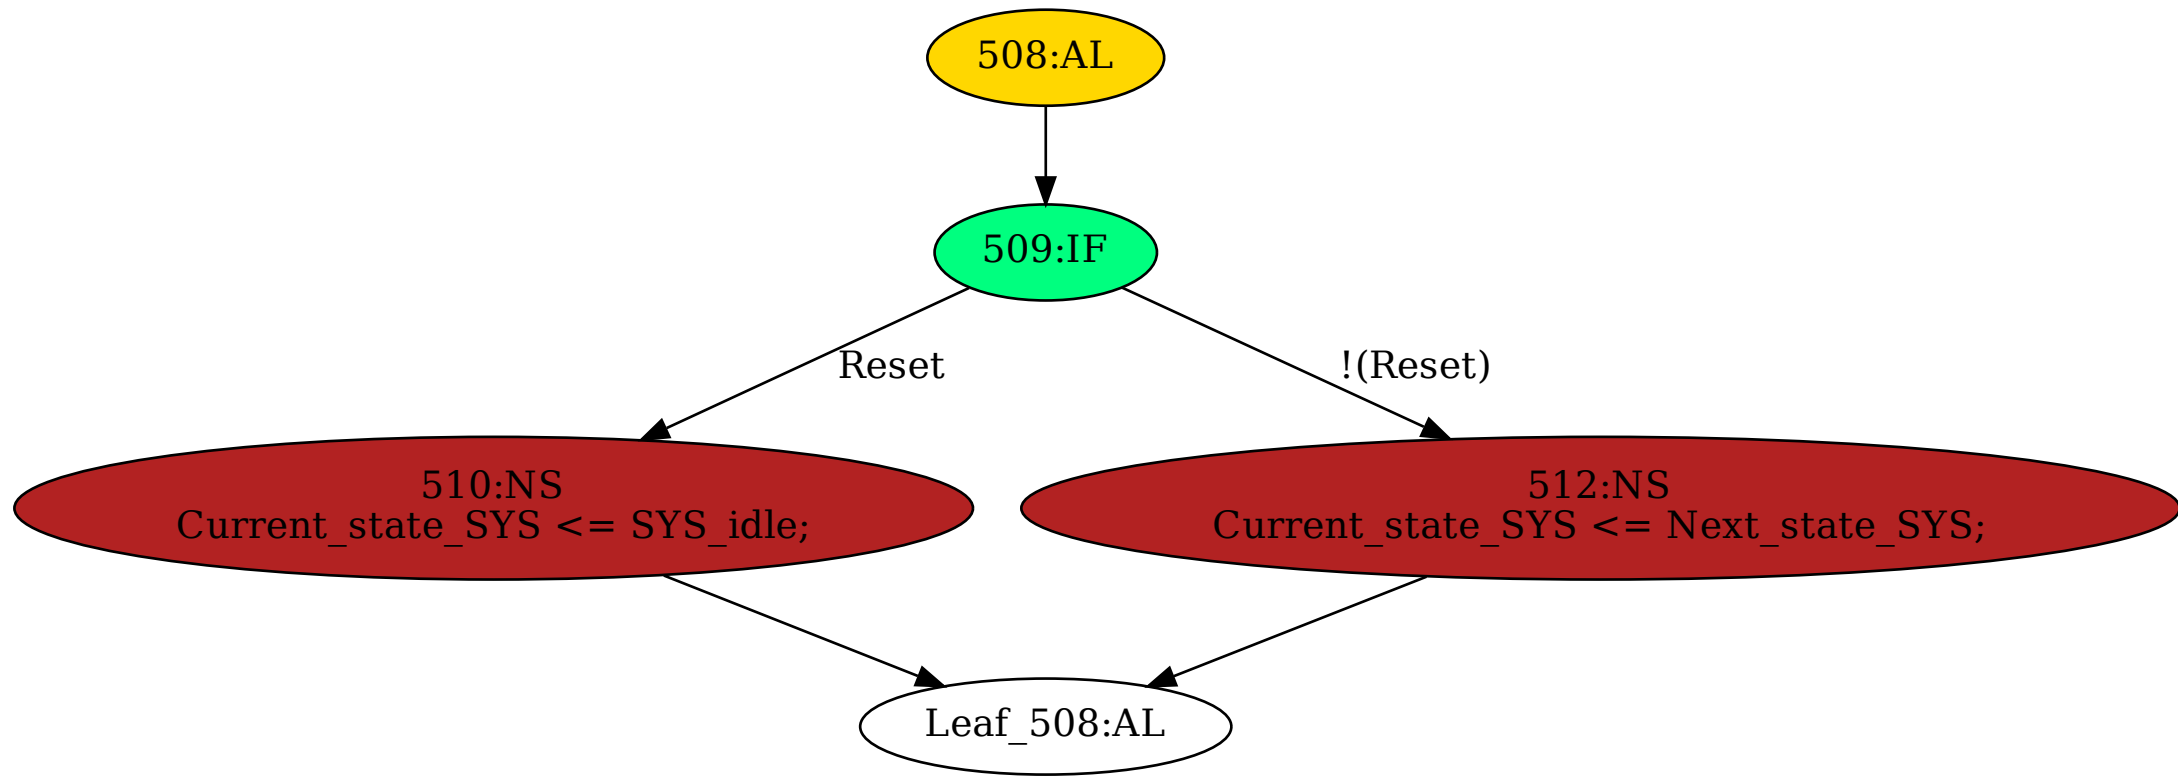 508:AL
509:IF
Reset
!(Reset)
510:NS
Current_state_SYS <= SYS_idle;
512:NS
Current_state_SYS <= Next_state_SYS;
Leaf_508:AL